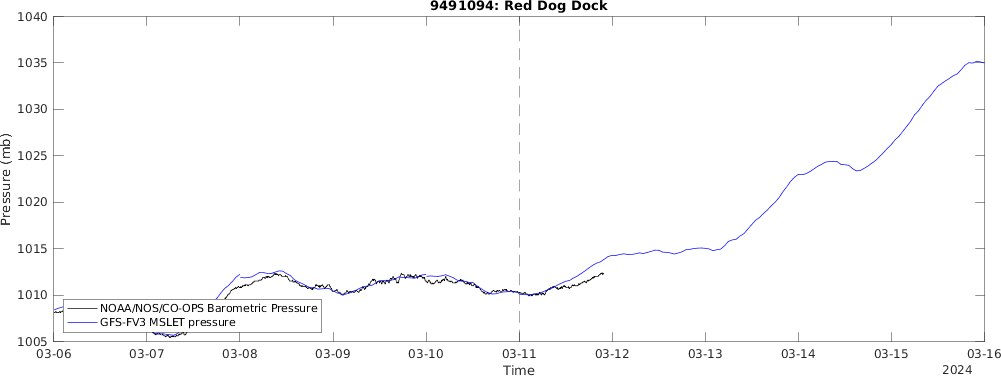 9491094: Red Dog Dock
1040
1035
1030
1025
1020
1015
1010
1005
Pressure (mb)
NOAA/NOS/CO-OPS Barometric Pressure
GFS-FV3 MSLET pressure
03-06 03-07 03-08 03-09 03-10 03-11 03-12 03-13 03-14 03-15 03-16
Time
2024